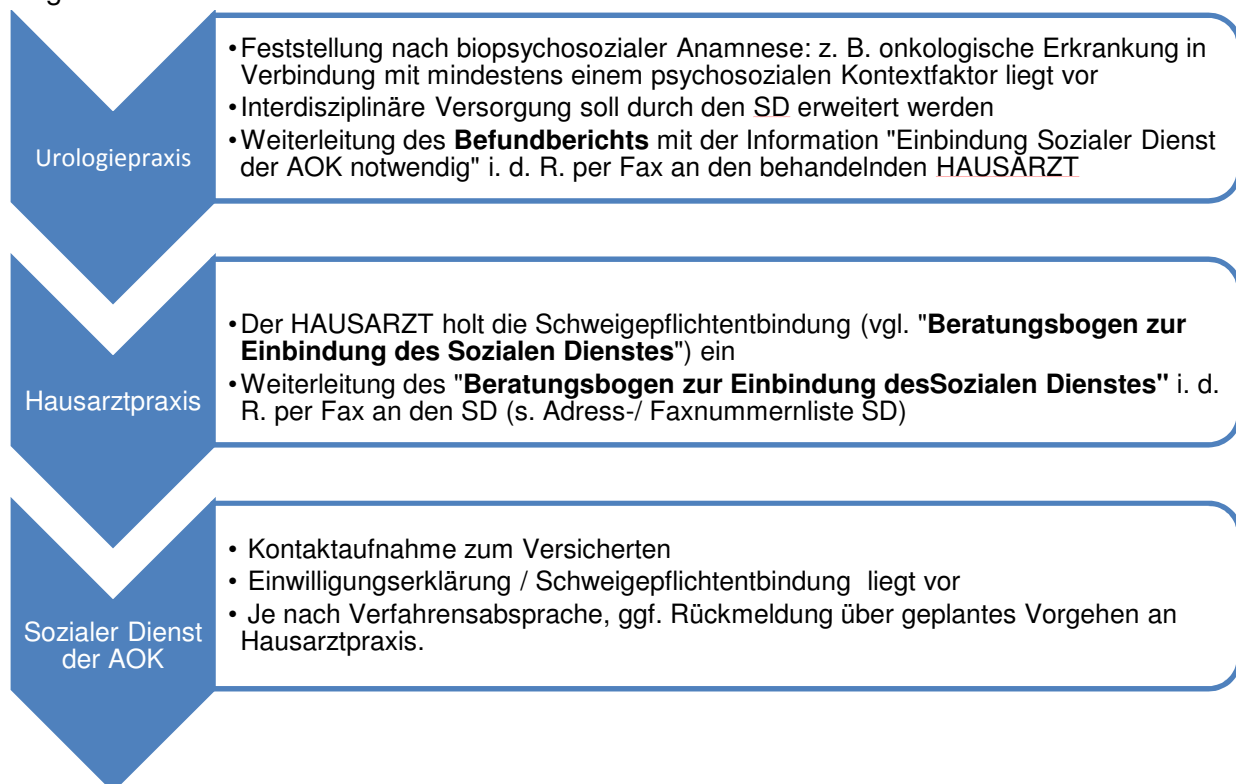 Urologiepraxis
•Feststellung nach biopsychosozialer Anamnese: z. B. onkologische Erkrankung in
Verbindung mit mindestens einem psychosozialen Kontextfaktor liegt vor
•Interdisziplinäre Versorgung soll durch den SD erweitert werden
•Weiterleitung des Befundberichts mit der Information "Einbindung Sozialer Dienst
der AOK notwendig" i. d. R. per Fax an den behandelnden HAUSARZT
Hausarztpraxis
•Der HAUSARZT holt die Schweigepflichtentbindung (vgl. "Beratungsbogen zur
Einbindung des Sozialen Dienstes") ein
•Weiterleitung des "Beratungsbogen zur Einbindung desSozialen Dienstes" i. d.
R. per Fax an den SD (s. Adress-/ Faxnummernliste SD)
Sozialer Dienst
der AOK
• Kontaktaufnahme zum Versicherten
• Einwilligungserklärung / Schweigepflichtentbindung liegt vor
• Je nach Verfahrensabsprache, ggf. Rückmeldung über geplantes Vorgehen an
Hausarztpraxis.